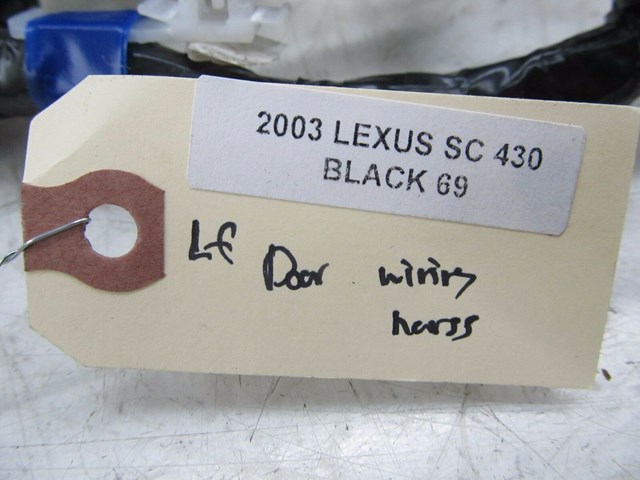 2003 LEXUS SC 430
BLACK 69
Lf Door wiring
harss